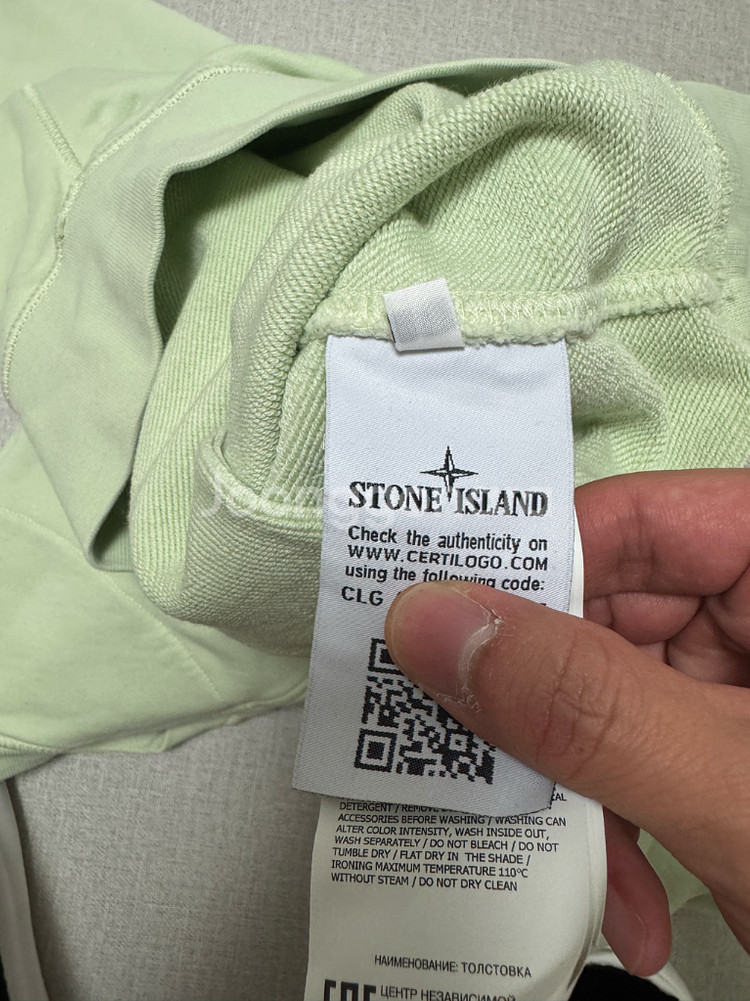 STONE ISLAND
Check the authenticity on
WWW.CERTILOGO.COM
using the following code:
CLG
DETERGENT / REMOVE
ACCESSORIES BEFORE WASHING / WASHING CAN
ALTER COLOR INTENSITY, WASH INSIDE OUT,
WASH SEPARATELY / DO NOT BLEACH / DO NOT
TUMBLE DRY / FLAT DRY IN THE SHADE /
IRONING MAXIMUM TEMPERATURE 110°C
WITHOUT STEAM / DO NOT DRY CLEAN
НАИМЕНОВАНИЕ: ТОЛСТОВКА
ЦЕНТР НЕЗАВИСИМОЙ